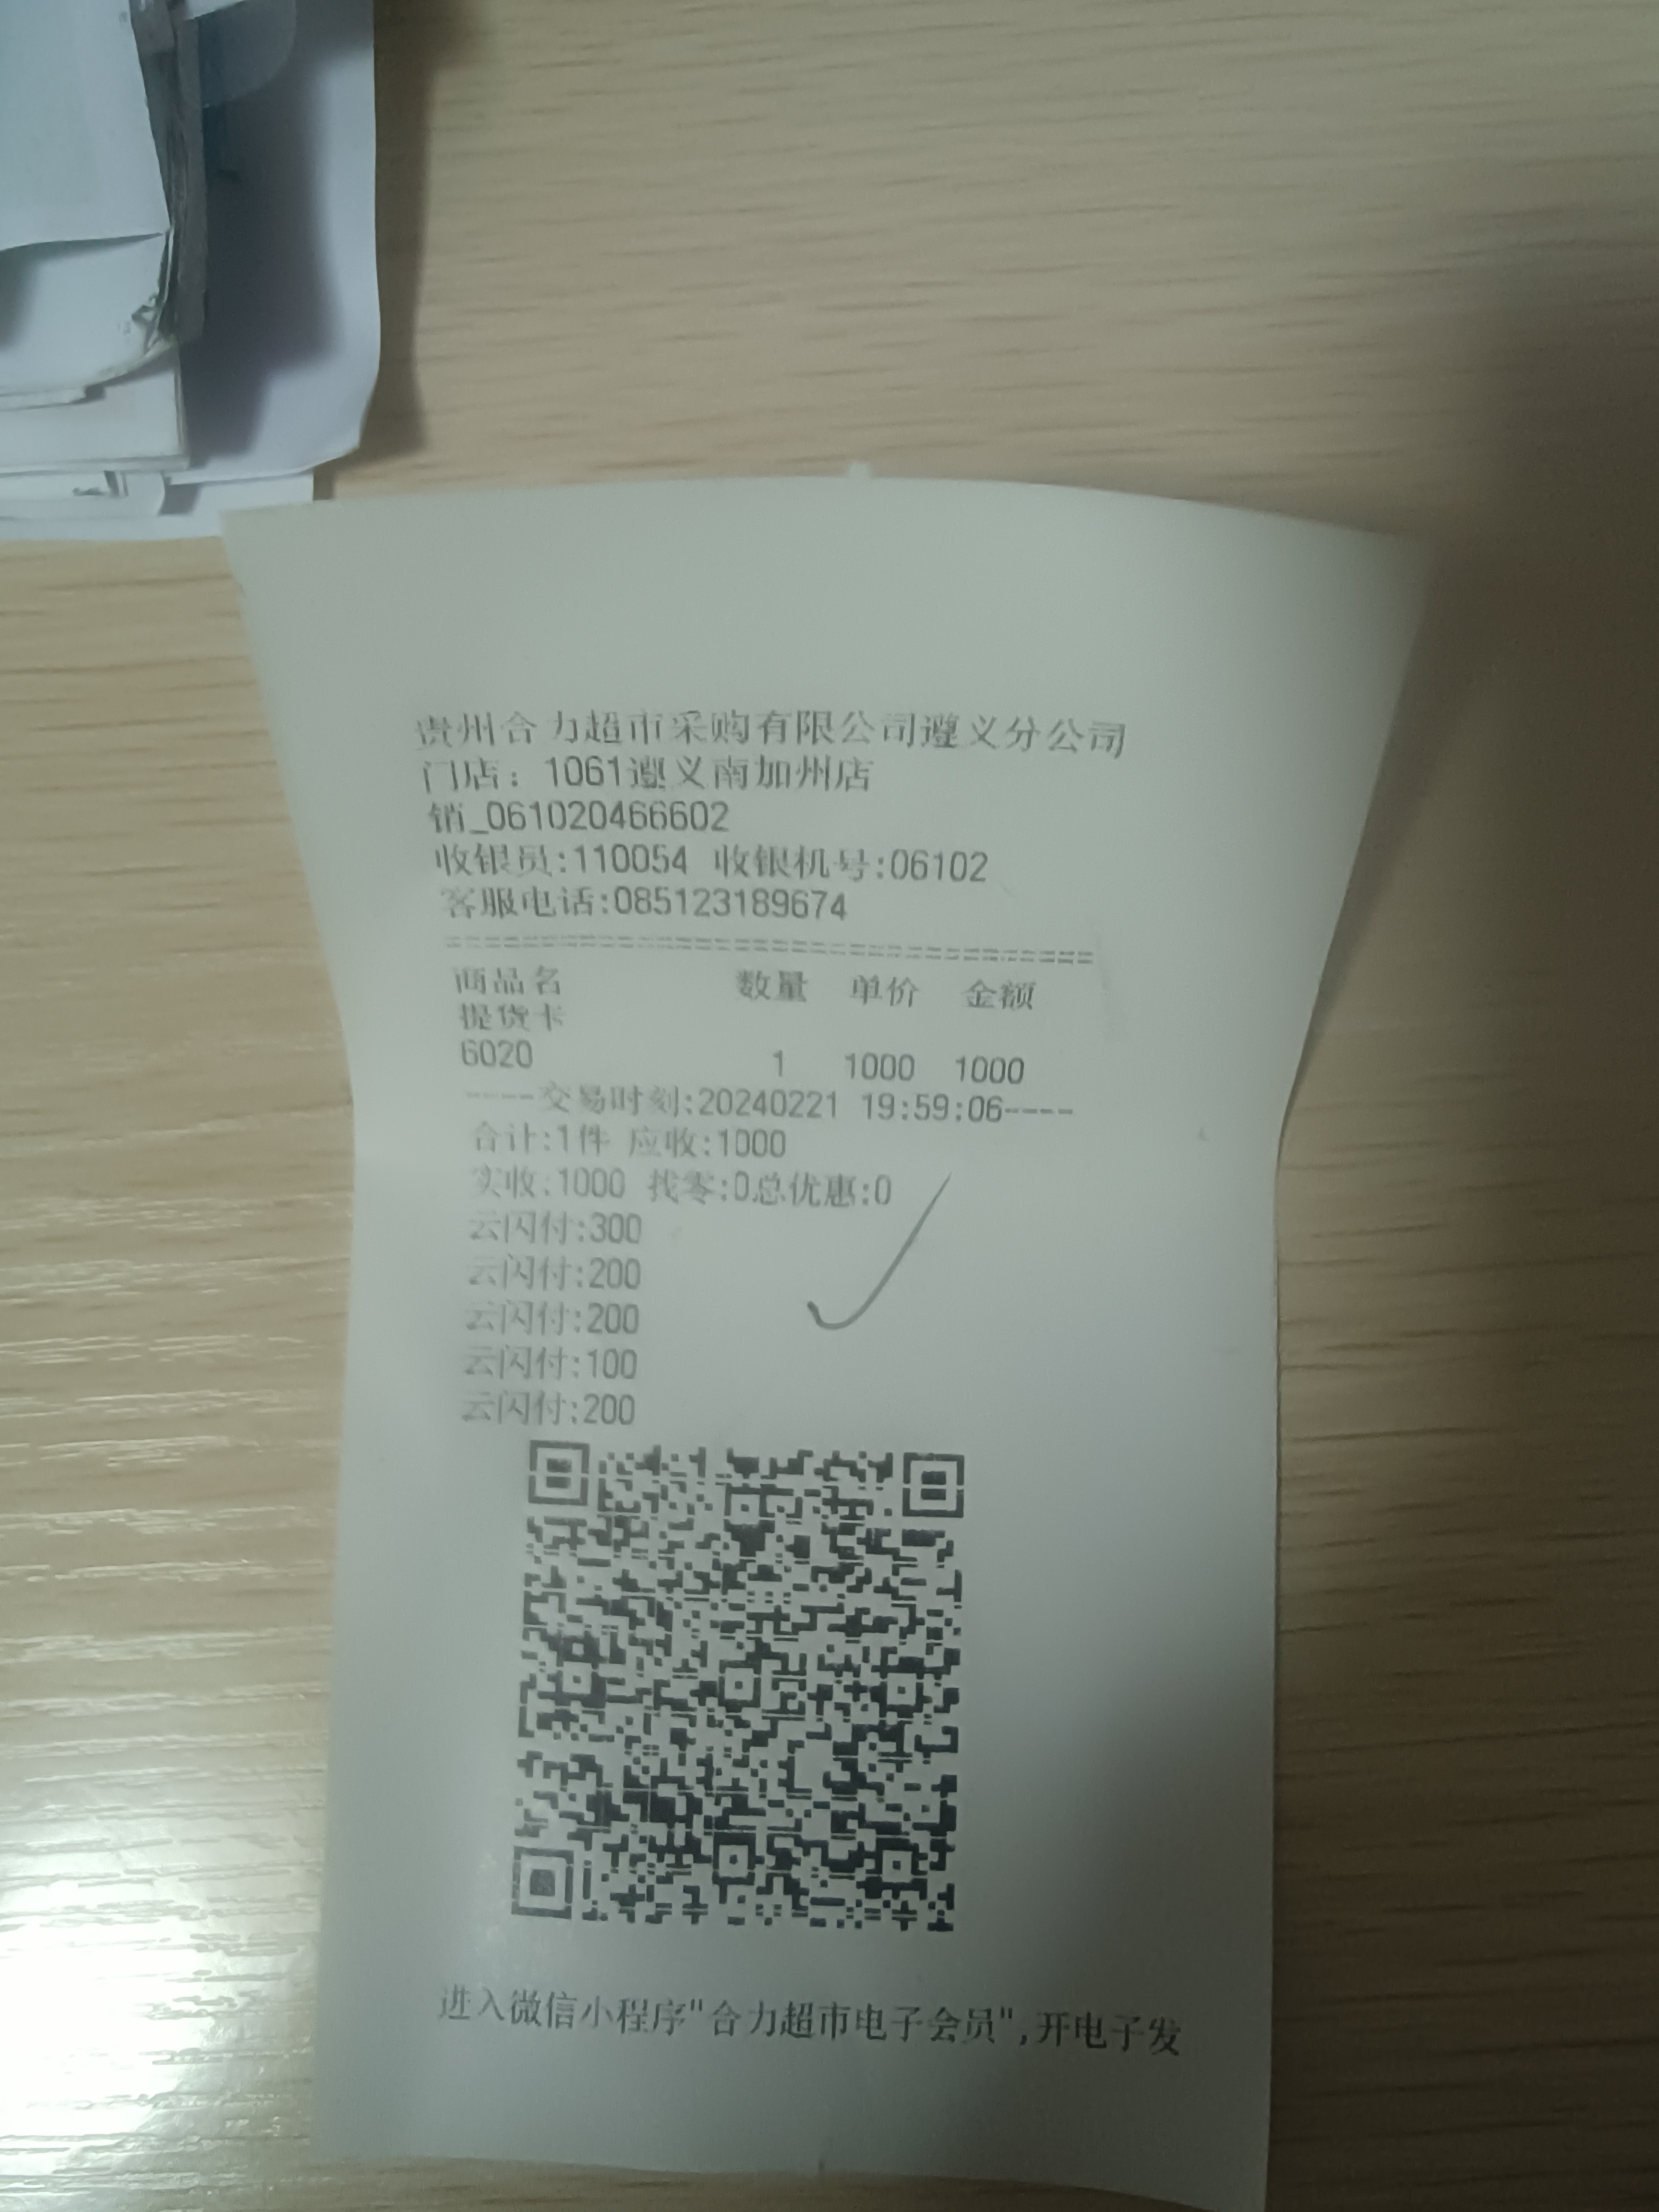 贵州合力超市采购有限公司遵义分公司
门店：1061遵义南加州店
销_061020466602
收银员:110054 收银机号:06102
客服电话:085123189674
商品名 数量 单价 金额
提货卡
6020 1 1000 1000
-----交易时刻:20240221 19:59:06----
合计:1件 应收:1000
实收:1000 找零:0总优惠:0
云闪付:300
云闪付:200
云闪付:200
云闪付:100
云闪付:200
进入微信小程序"合力超市电子会员",开电子发